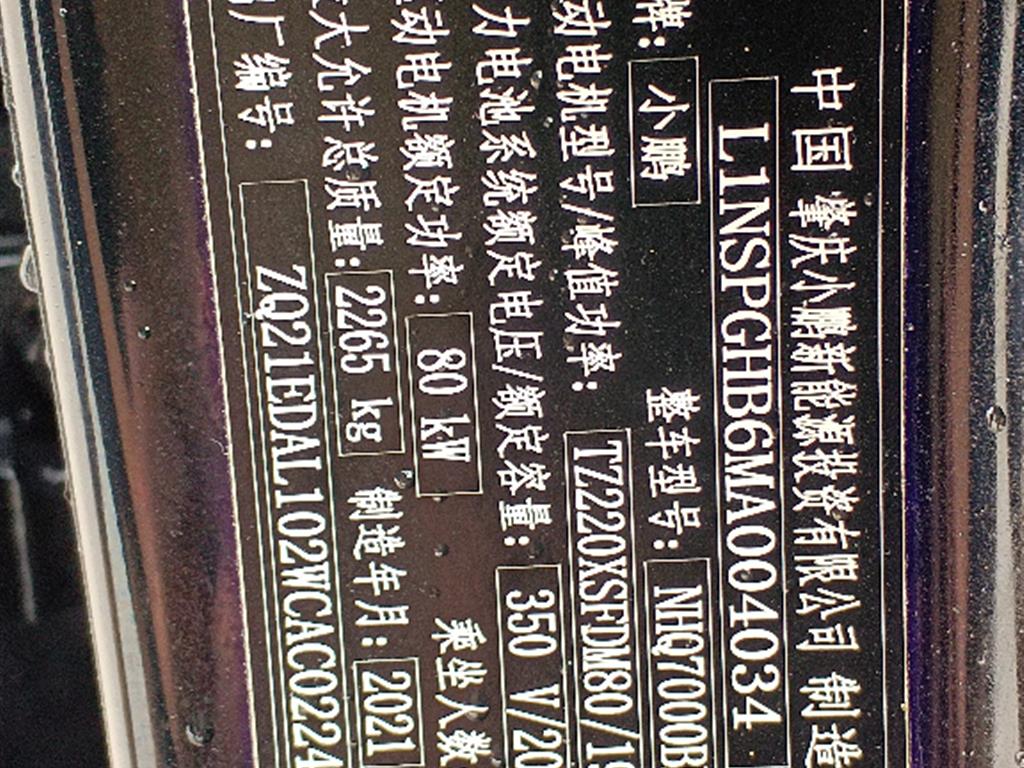 中国 肇庆小鹏新能源投资有限公司 制造
L1NSPGHB6MA004034
牌: 小鹏 整车型号: NHQ7000B
动电机型号/峰值功率: TZ220XSFDM80/1
力电池系统额定电压/额定容量: 350 V/20
动电机额定功率: 80 kW 乘坐人数
大允许总质量: 2265 kg 制造年月: 2021
厂编号: ZQ21EDAL102WCAC0224